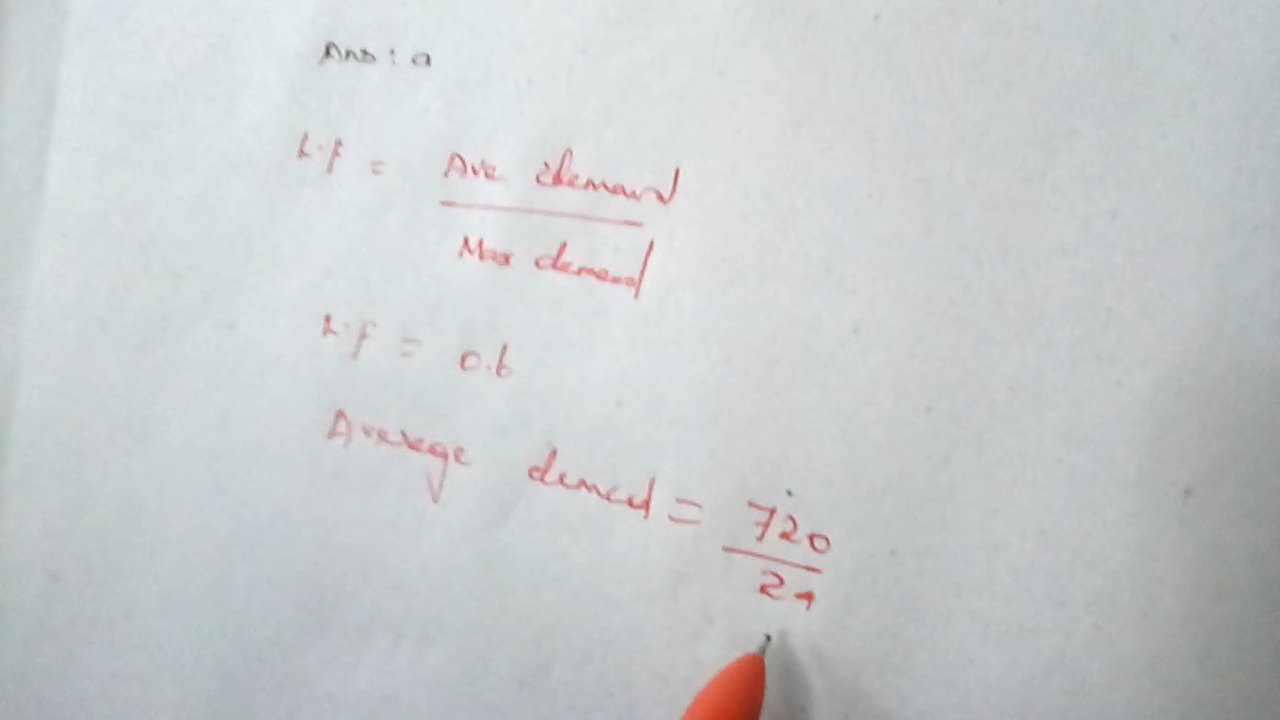 Ans : a
L.f = Ave demand
Max demand
L.f = 0.6
Average demand = 720
24